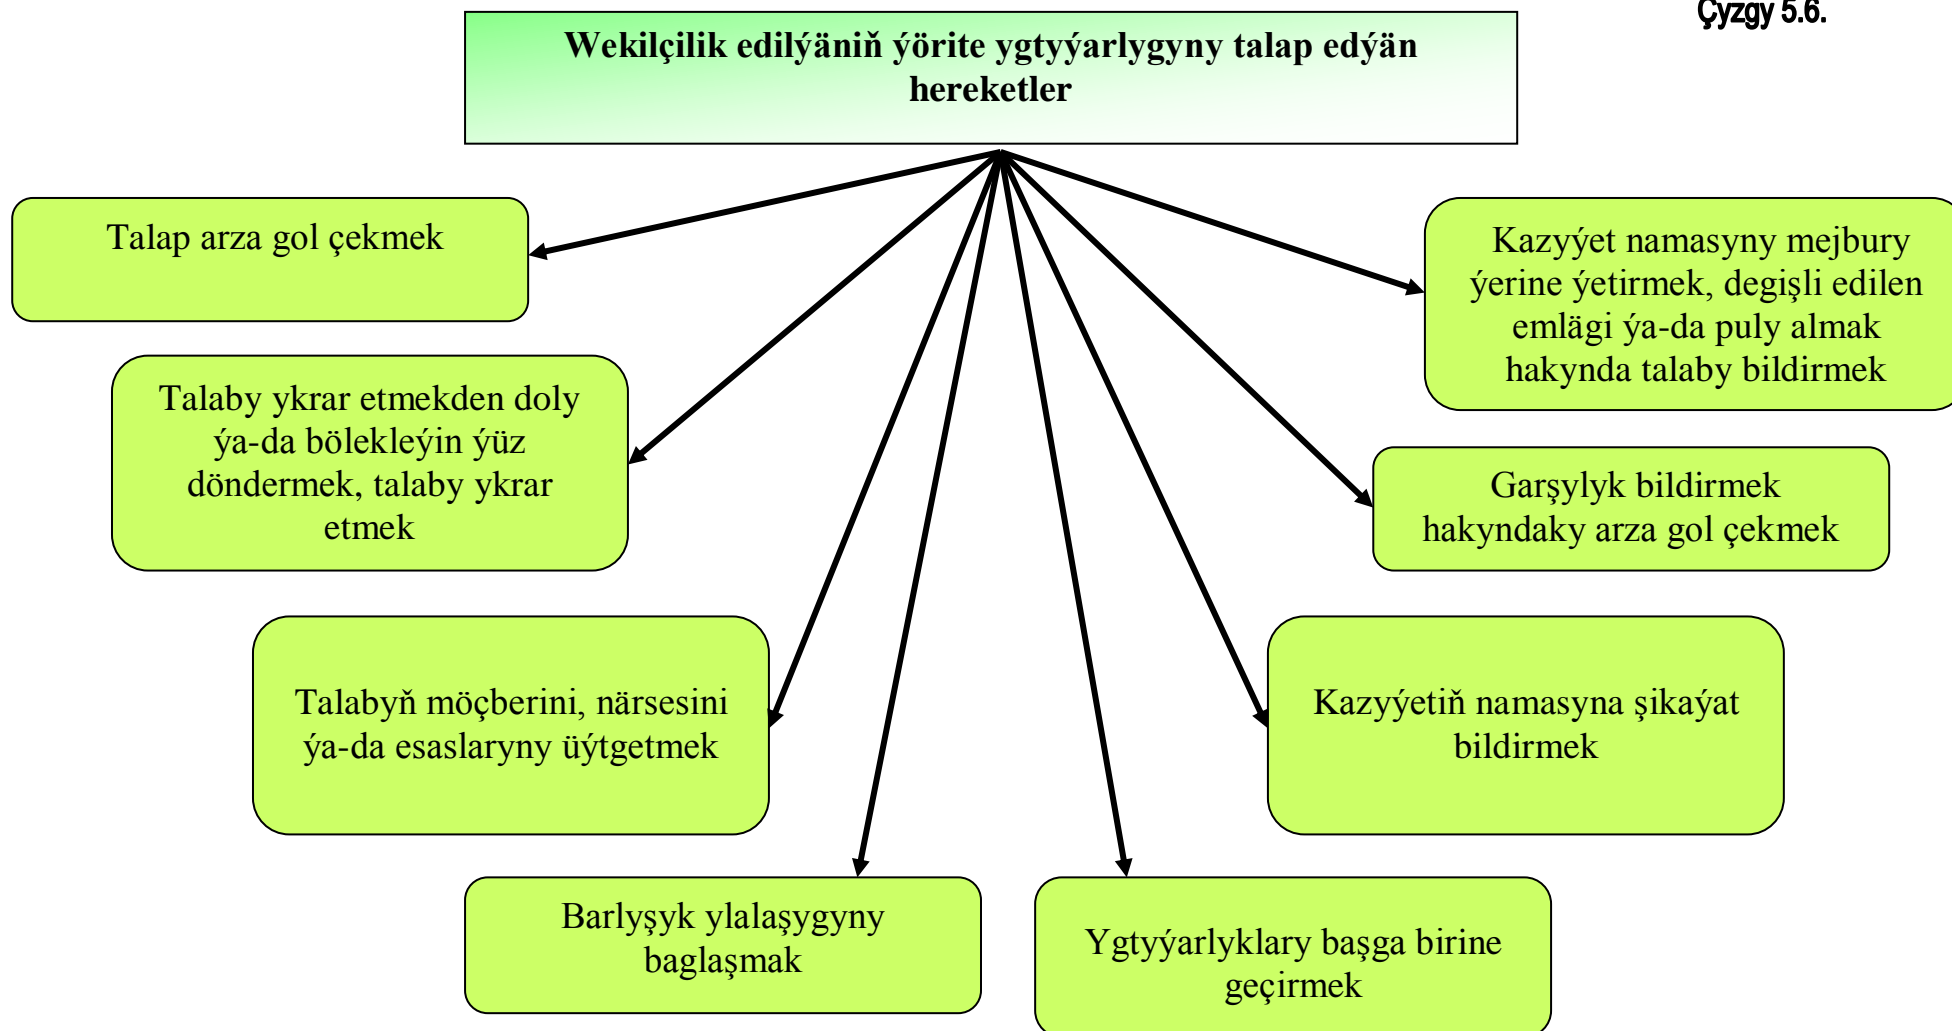 Çyzgy 5.6.
Wekilçilik edilýäniň ýörite ygtyýarlygyny talap edýän
hereketler
Talap arza gol çekmek
Kazyýet namasyny mejbury
ýerine ýetirmek, degişli edilen
emlägi ýa-da puly almak
hakynda talaby bildirmek
Talaby ykrar etmekden doly
ýa-da bölekleýin ýüz
döndermek, talaby ykrar
etmek
Garşylyk bildirmek
hakyndaky arza gol çekmek
Talabyň möçberini, närsesini
ýa-da esaslaryny üýtgetmek
Kazyýetiň namasyna şikaýat
bildirmek
Barlyşyk ylalaşygyny
baglaşmak
Ygtyýarlyklary başga birine
geçirmek